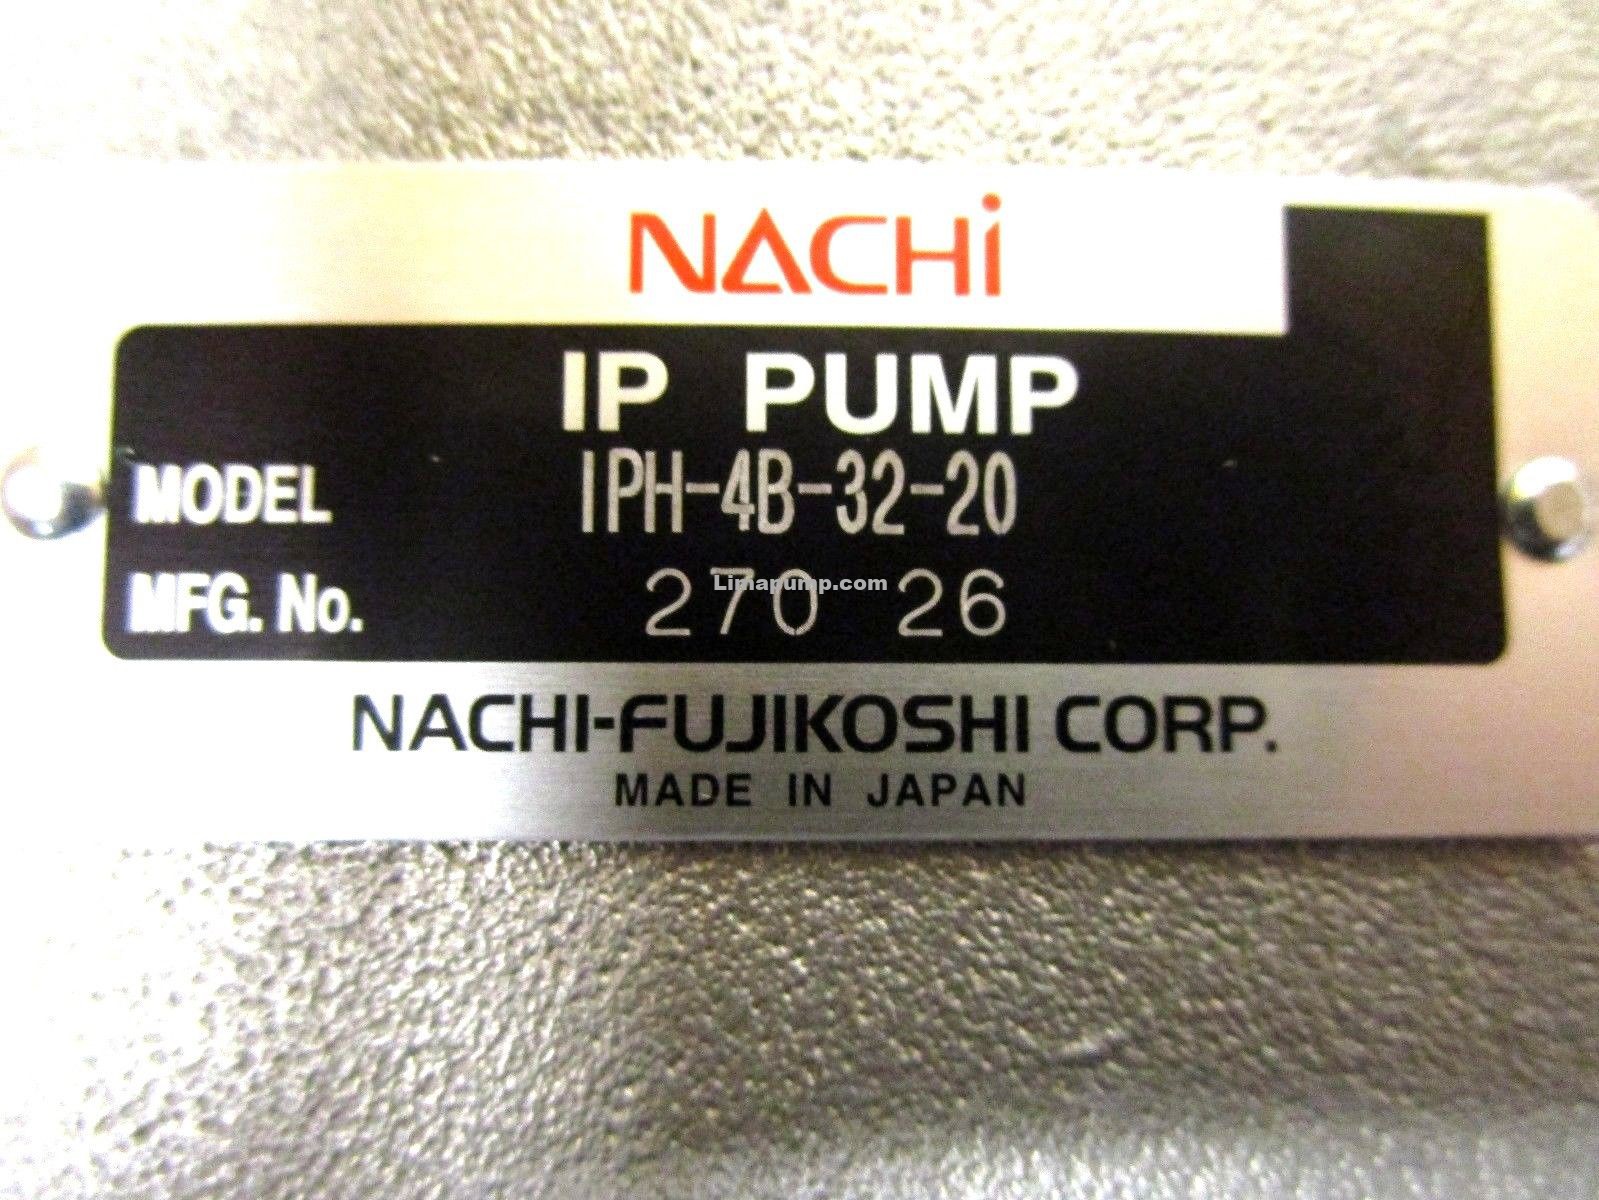 NACHi
IP PUMP
MODEL IPH-4B-32-20
MFG. No. 270 26
Limapump.com
NACHI-FUJIKOSHI CORP.
MADE IN JAPAN